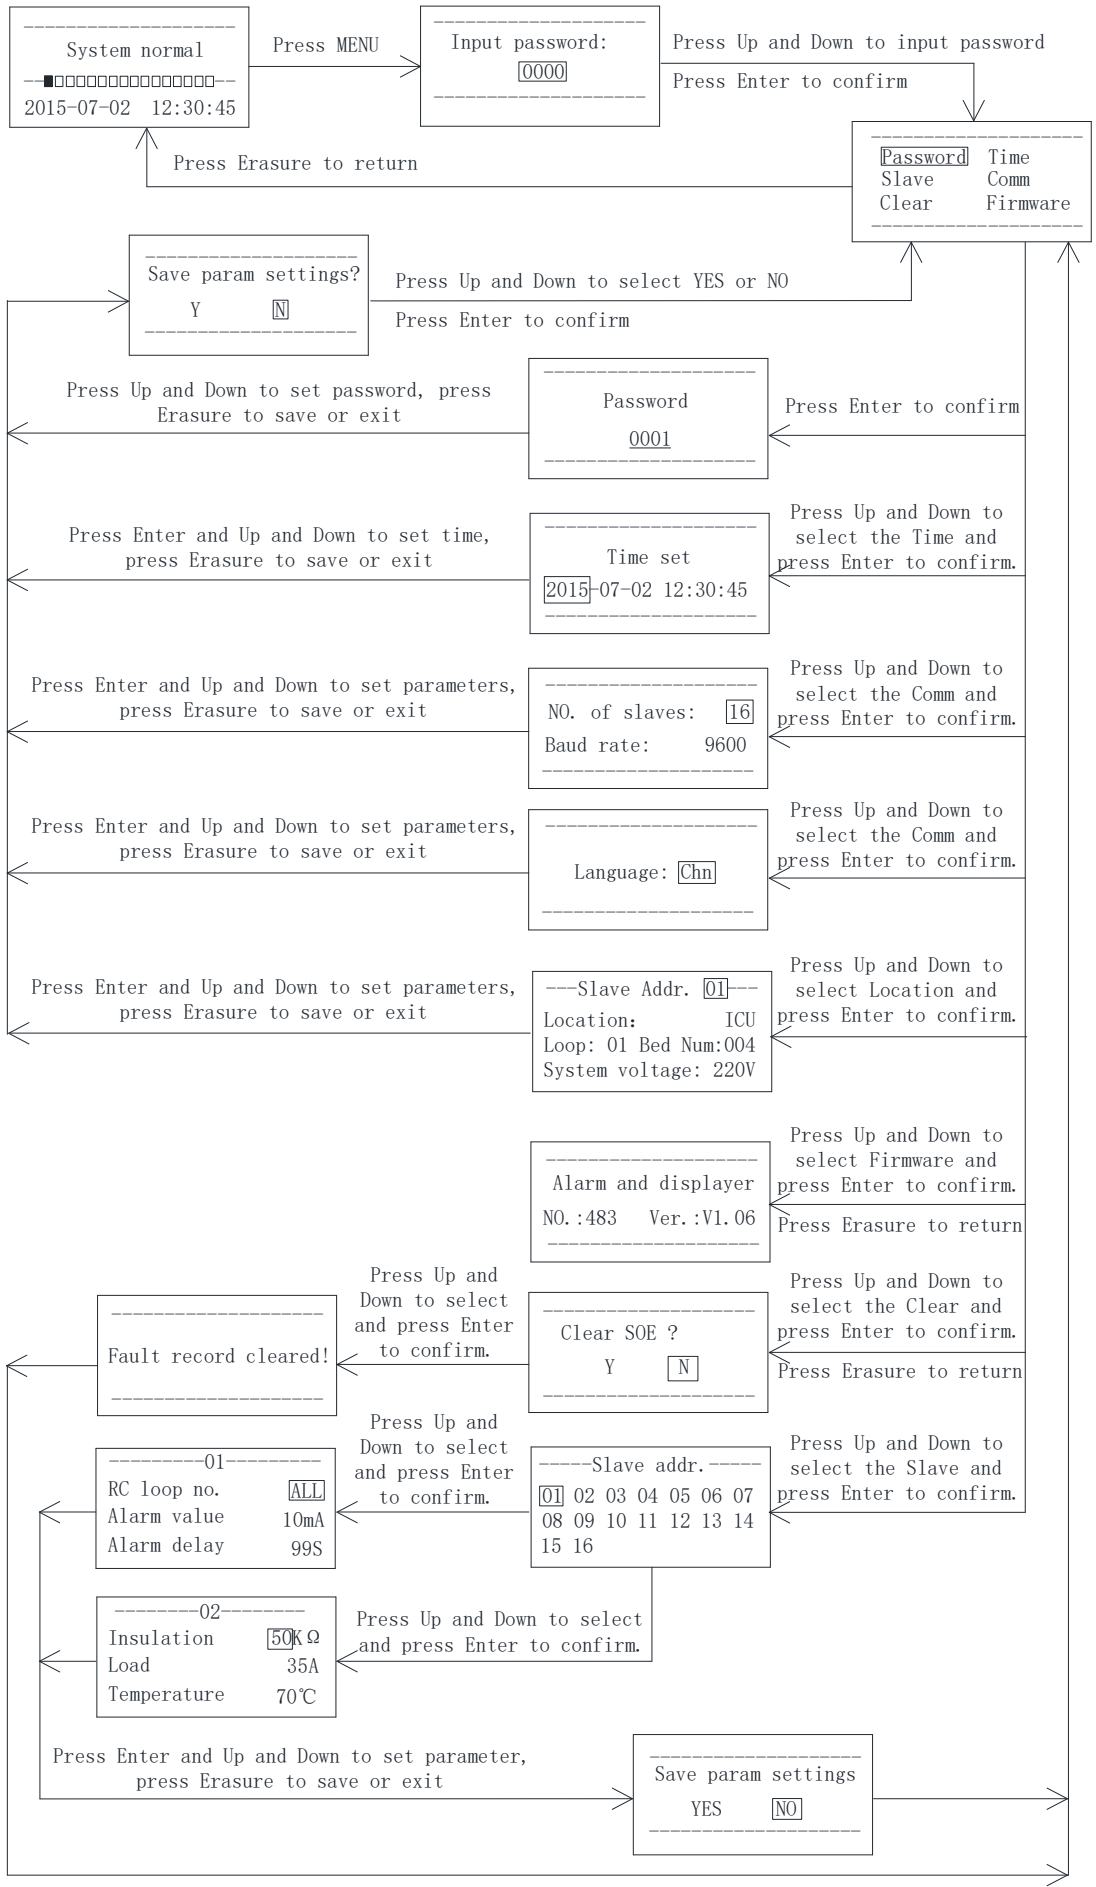 System normal
2015-07-02 12:30:45
Press MENU
Input password:
0000
Press Up and Down to input password
Press Enter to confirm
Password Time
Slave Comm
Clear Firmware
Press Erasure to return
Save param settings?
Y N
Press Up and Down to select YES or NO
Press Enter to confirm
Press Up and Down to set password, press
Erasure to save or exit
Password
0001
Press Enter to confirm
Press Enter and Up and Down to set time,
press Erasure to save or exit
Time set
2015-07-02 12:30:45
Press Up and Down to
select the Time and
press Enter to confirm.
Press Enter and Up and Down to set parameters,
press Erasure to save or exit
NO. of slaves: 16
Baud rate: 9600
Press Up and Down to
select the Comm and
press Enter to confirm.
Press Enter and Up and Down to set parameters,
press Erasure to save or exit
Language: Chn
Press Up and Down to
select the Comm and
press Enter to confirm.
Press Enter and Up and Down to set parameters,
press Erasure to save or exit
---Slave Addr. 01---
Location: ICU
Loop: 01 Bed Num:004
System voltage: 220V
Press Up and Down to
select Location and
press Enter to confirm.
Alarm and displayer
NO.:483 Ver.:V1.06
Press Up and Down to
select Firmware and
press Enter to confirm.
Press Erasure to return
Fault record cleared!
Press Up and
Down to select
and press Enter
to confirm.
Clear SOE ?
Y N
Press Up and Down to
select the Clear and
press Enter to confirm.
Press Erasure to return
---------01---------
RC loop no. ALL
Alarm value 10mA
Alarm delay 99S
Press Up and
Down to select
and press Enter
to confirm.
-----Slave addr.-----
01 02 03 04 05 06 07
08 09 10 11 12 13 14
15 16
Press Up and Down to
select the Slave and
press Enter to confirm.
--------02--------
Insulation 50KΩ
Load 35A
Temperature 70℃
Press Up and Down to select
and press Enter to confirm.
Press Enter and Up and Down to set parameter,
press Erasure to save or exit
Save param settings
YES NO